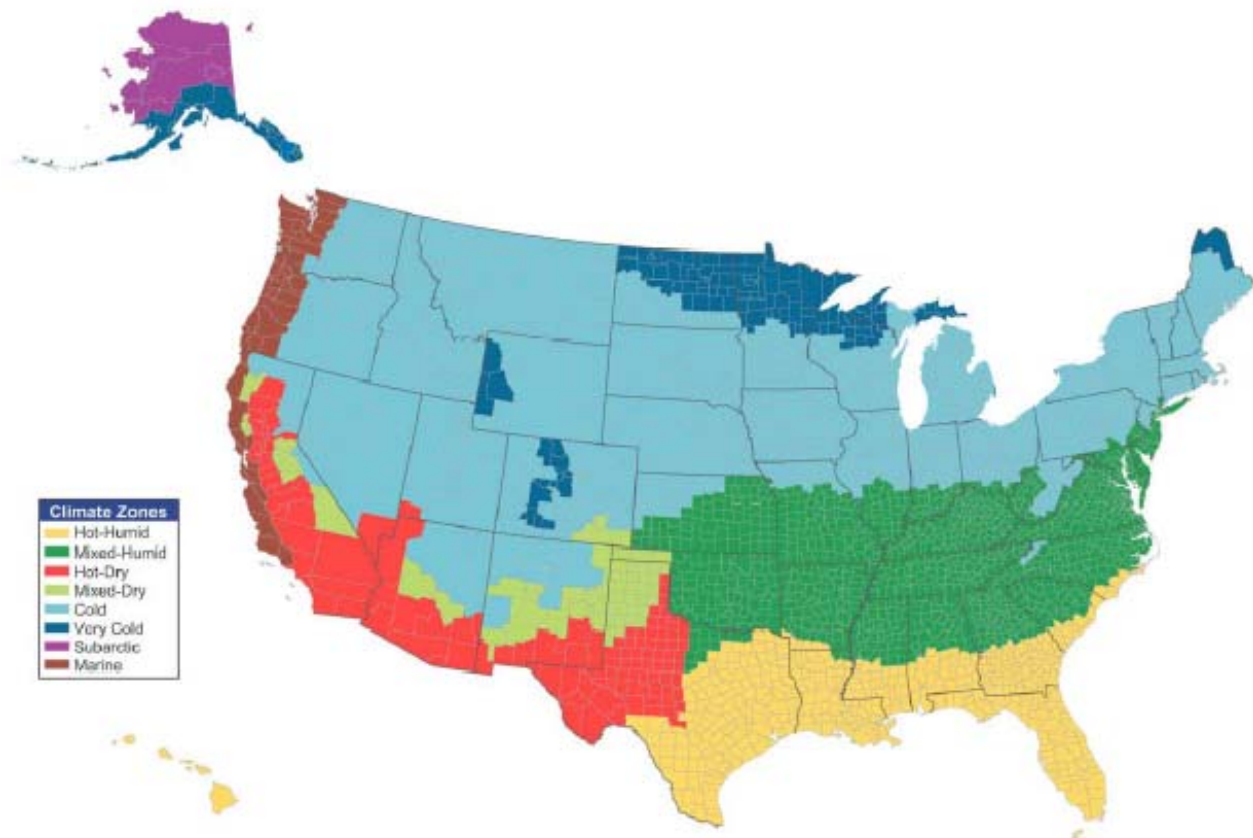 Climate Zones
Hot-Humid
Mixed-Humid
Hot-Dry
Mixed-Dry
Cold
Very Cold
Subarctic
Marine